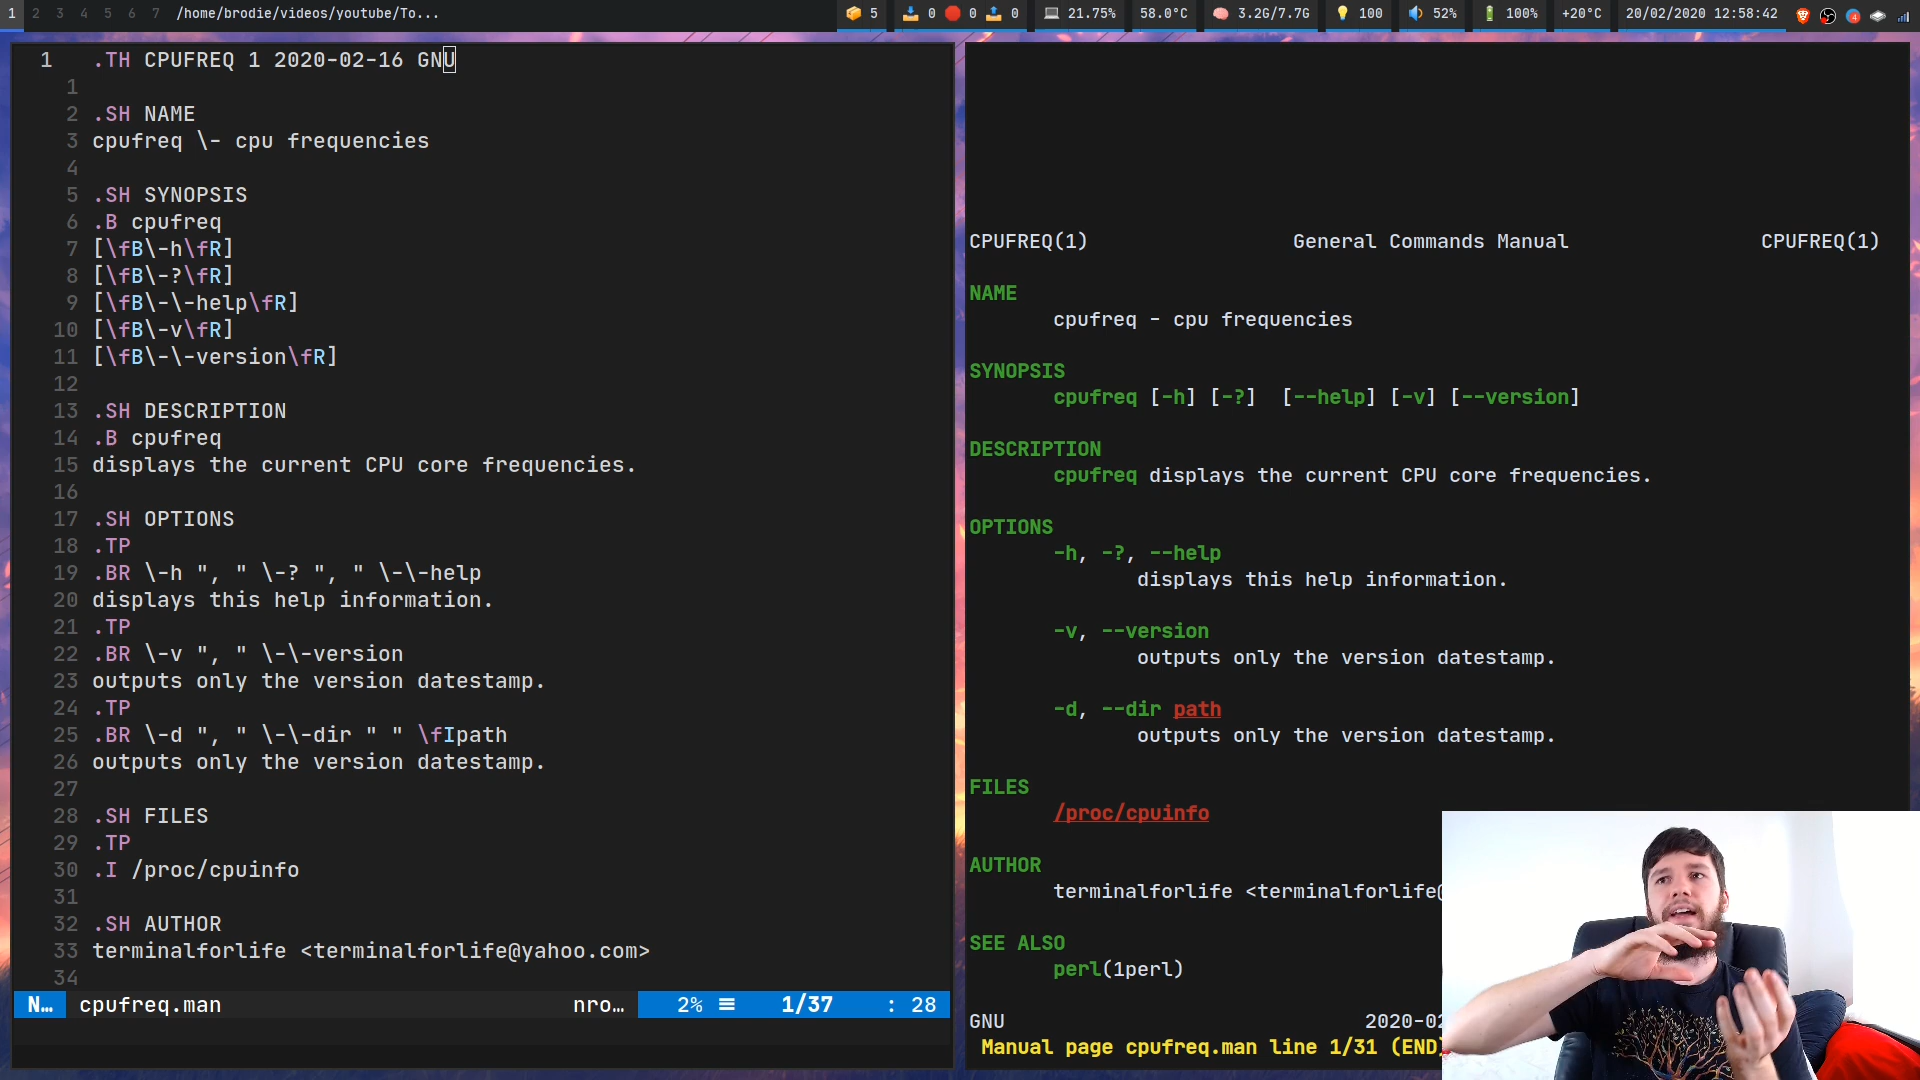 1 2 3 4 5 6 7 /home/brodie/videos/youtube/To... 5 0 0 0 21.75% 58.0°C 3.2G/7.7G 100 52% 100% +20°C 20/02/2020 12:58:42 4
1 .TH CPUFREQ 1 2020-02-16 GNU
1
2 .SH NAME
3 cpufreq \- cpu frequencies
4
5 .SH SYNOPSIS
6 .B cpufreq
7 [\fB\-h\fR]
8 [\fB\-?\fR]
9 [\fB\-\-help\fR]
10 [\fB\-v\fR]
11 [\fB\-\-version\fR]
12
13 .SH DESCRIPTION
14 .B cpufreq
15 displays the current CPU core frequencies.
16
17 .SH OPTIONS
18 .TP
19 .BR \-h ", " \-? ", " \-\-help
20 displays this help information.
21 .TP
22 .BR \-v ", " \-\-version
23 outputs only the version datestamp.
24 .TP
25 .BR \-d ", " \-\-dir " " \fIpath
26 outputs only the version datestamp.
27
28 .SH FILES
29 .TP
30 .I /proc/cpuinfo
31
32 .SH AUTHOR
33 terminalforlife <terminalforlife@yahoo.com>
34
N… cpufreq.man nro… 2% ≡ 1/37 : 28
CPUFREQ(1) General Commands Manual CPUFREQ(1)
NAME
cpufreq - cpu frequencies
SYNOPSIS
cpufreq [-h] [-?] [--help] [-v] [--version]
DESCRIPTION
cpufreq displays the current CPU core frequencies.
OPTIONS
-h, -?, --help
displays this help information.
-v, --version
outputs only the version datestamp.
-d, --dir path
outputs only the version datestamp.
FILES
/proc/cpuinfo
AUTHOR
terminalforlife <terminalforlife@
SEE ALSO
perl(1perl)
GNU 2020-02
Manual page cpufreq.man line 1/31 (END)